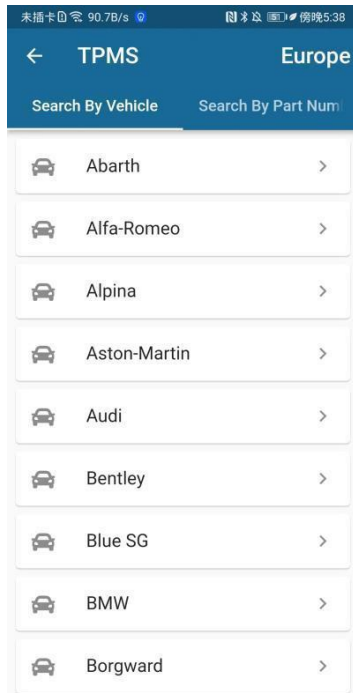 未插卡 90.7B/s 傍晚5:38
TPMS Europe
Search By Vehicle Search By Part Num
Abarth
Alfa-Romeo
Alpina
Aston-Martin
Audi
Bentley
Blue SG
BMW
Borgward